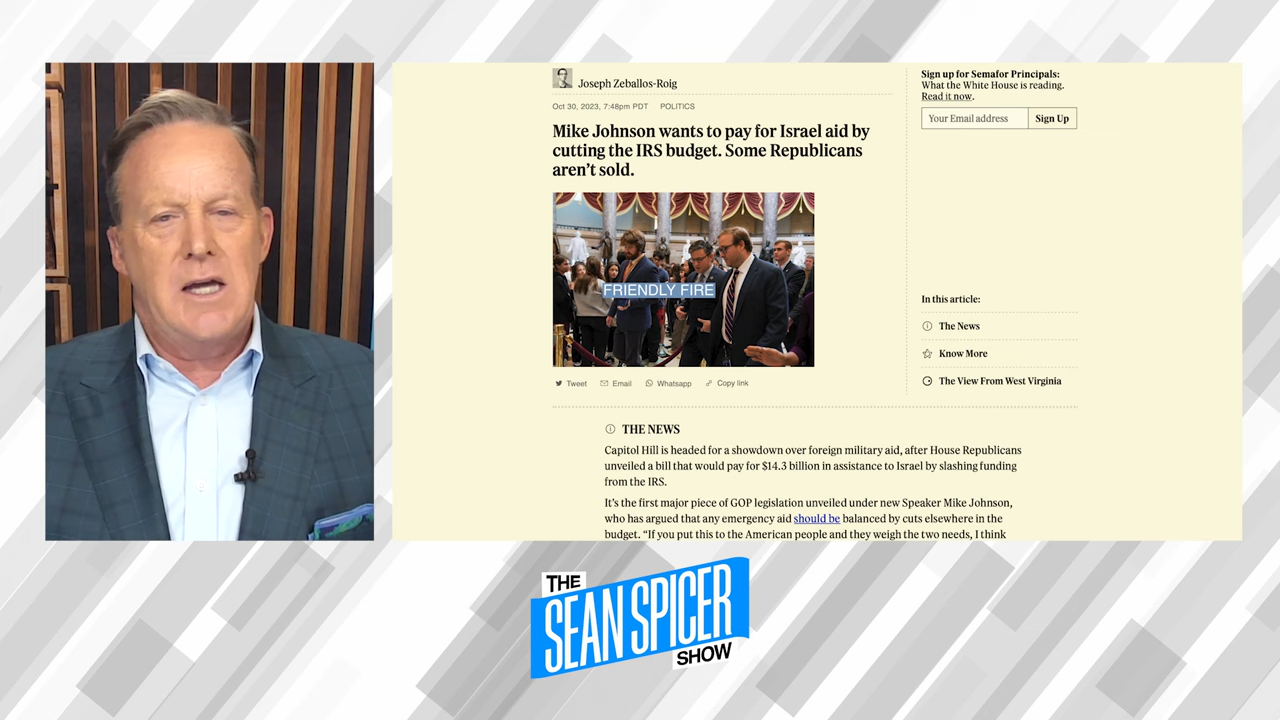 Joseph Zeballos-Roig
Oct 30, 2023, 7:48pm PDT POLITICS
Mike Johnson wants to pay for Israel aid by
cutting the IRS budget. Some Republicans
aren’t sold.
FRIENDLY FIRE
Tweet Email Whatsapp Copy link
Sign up for Semafor Principals:
What the White House is reading.
Read it now.
Your Email address Sign Up
In this article:
The News
Know More
The View From West Virginia
THE NEWS
Capitol Hill is headed for a showdown over foreign military aid, after House Republicans
unveiled a bill that would pay for $14.3 billion in assistance to Israel by slashing funding
from the IRS.
It’s the first major piece of GOP legislation unveiled under new Speaker Mike Johnson,
who has argued that any emergency aid should be balanced by cuts elsewhere in the
budget. “If you put this to the American people and they weigh the two needs, I think
THE
SEAN SPICER
SHOW